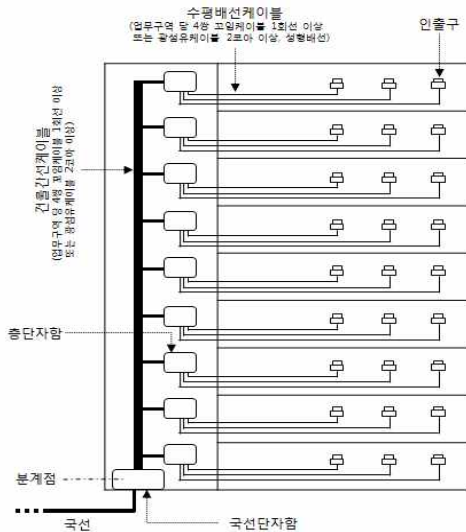 수평배선케이블
(업무구역 당 4쌍 꼬임케이블 1회선 이상
또는 광섬유케이블 2코아 이상, 성형배선)
인출구
건물간선케이블
(업무구역 당 4쌍 꼬임케이블 1회선 이상
또는 광섬유케이블 2코아 이상)
층단자함
분계점
국선
국선단자함